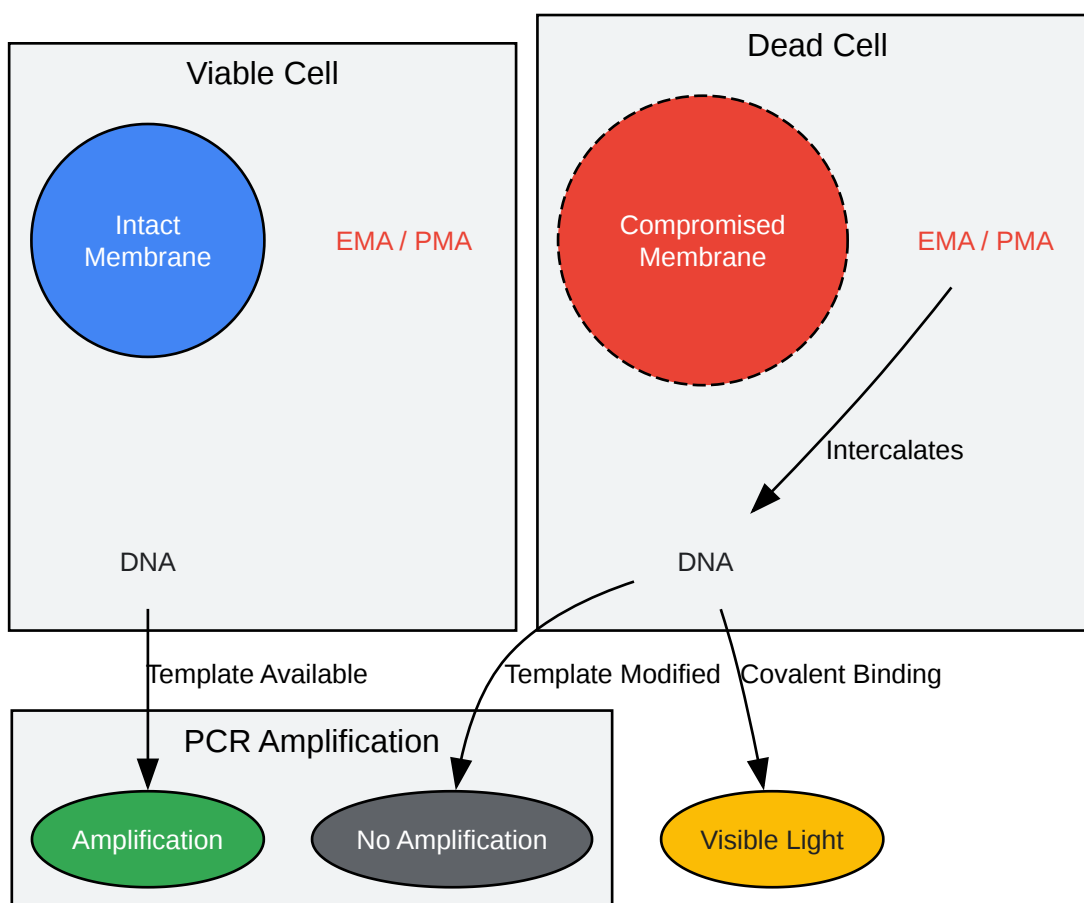 Viable Cell
Dead Cell
Intact
Membrane
EMA / PMA
Compromised
Membrane
EMA / PMA
Intercalates
DNA
DNA
Template Available
Template Modified
Covalent Binding
PCR Amplification
Amplification
No Amplification
Visible Light